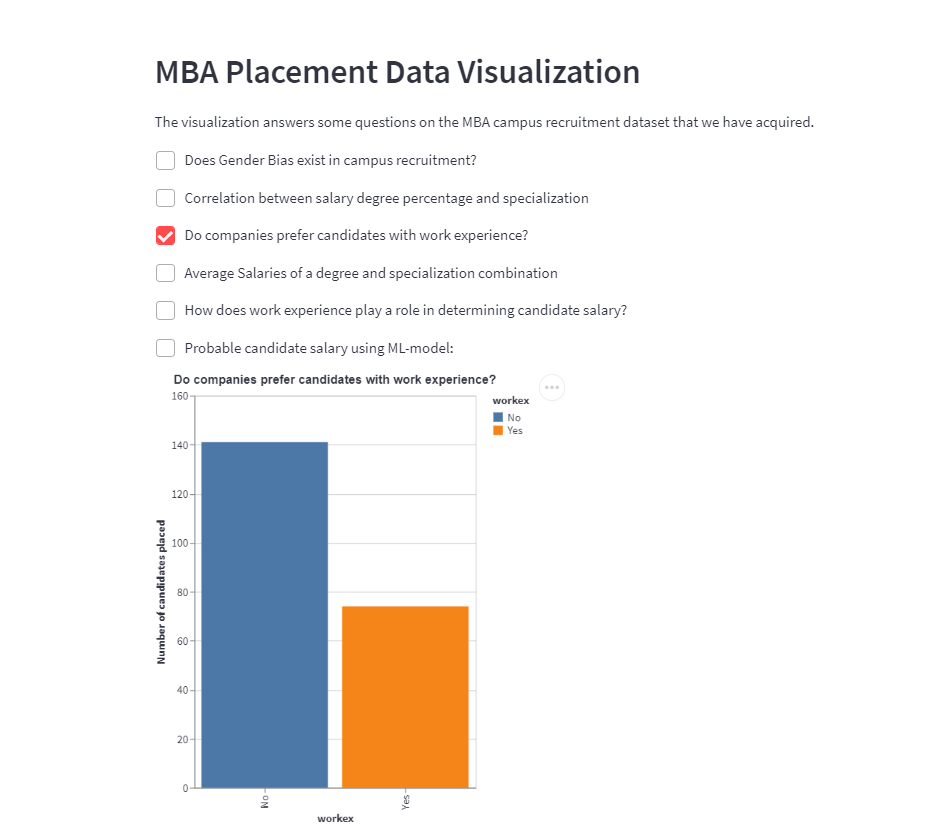 MBA Placement Data Visualization
The visualization answers some questions on the MBA campus recruitment dataset that we have acquired.
Does Gender Bias exist in campus recruitment?
Correlation between salary degree percentage and specialization
Do companies prefer candidates with work experience?
Average Salaries of a degree and specialization combination
How does work experience play a role in determining candidate salary?
Probable candidate salary using ML-model:
Do companies prefer candidates with work experience?
workex
No
Yes
160
140
120
100
80
60
40
20
0
Number of candidates placed
No
Yes
workex